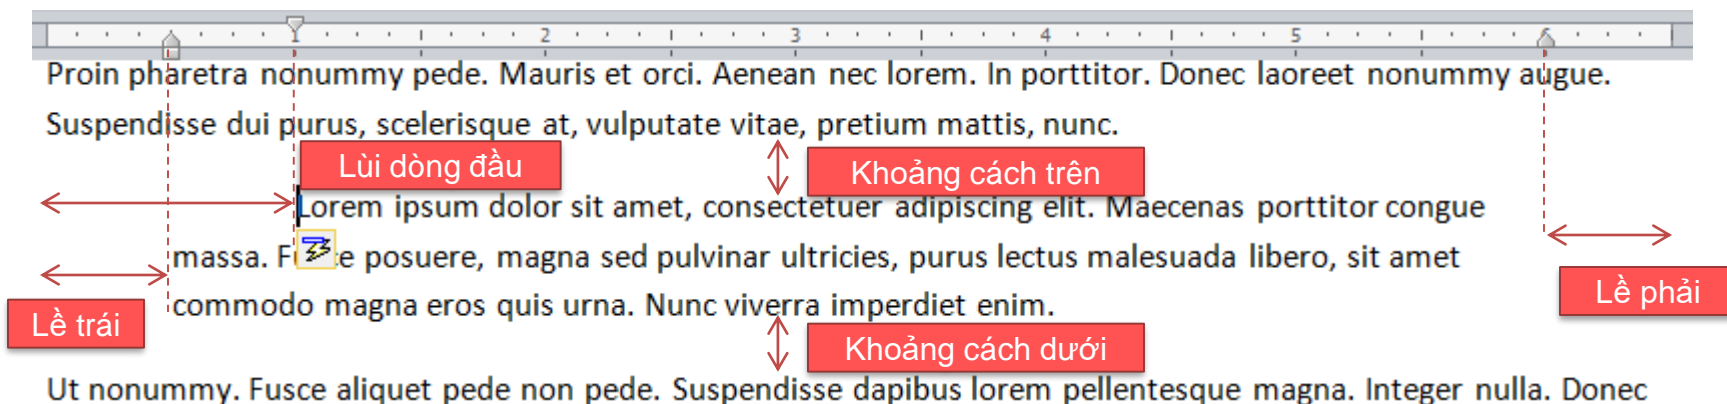 1 2 3 4 5 6
Proin pharetra nonummy pede. Mauris et orci. Aenean nec lorem. In porttitor. Donec laoreet nonummy augue.
Suspendisse dui purus, scelerisque at, vulputate vitae, pretium mattis, nunc.
Lùi dòng đầu
Khoảng cách trên
Lorem ipsum dolor sit amet, consectetuer adipiscing elit. Maecenas porttitor congue
massa. posuere, magna sed pulvinar ultricies, purus lectus malesuada libero, sit amet
Lề phải
commodo magna eros quis urna. Nunc viverra imperdiet enim.
Lề trái
Khoảng cách dưới
Ut nonummy. Fusce aliquet pede non pede. Suspendisse dapibus lorem pellentesque magna. Integer nulla. Donec